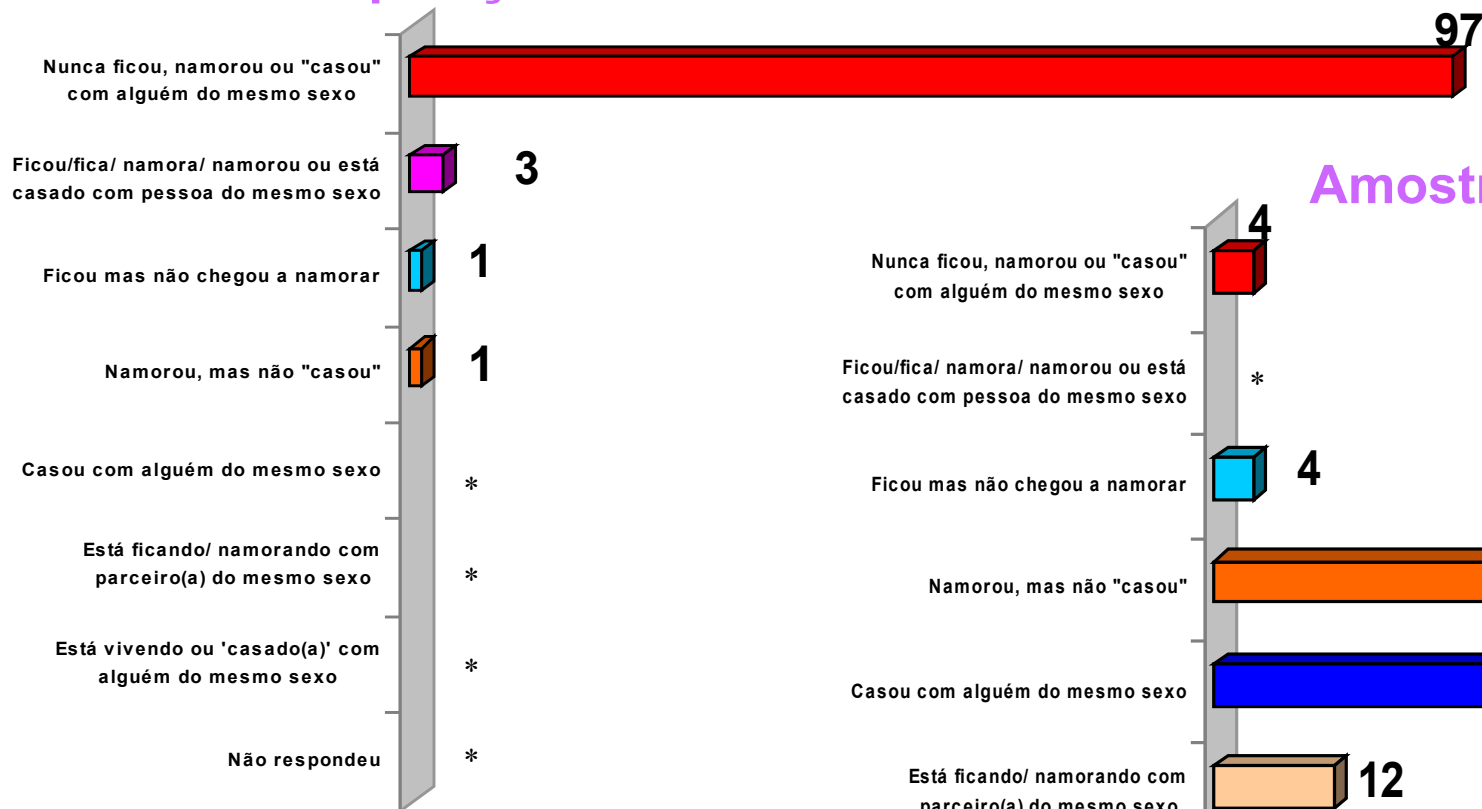 97
Nunca ficou, namorou ou "casou"
com alguém do mesmo sexo
Ficou/fica/ namora/ namorou ou está
casado com pessoa do mesmo sexo
3
Ficou mas não chegou a namorar
1
Namorou, mas não "casou"
1
Casou com alguém do mesmo sexo
*
Está ficando/ namorando com
parceiro(a) do mesmo sexo
*
Está vivendo ou 'casado(a)' com
alguém do mesmo sexo
*
Não respondeu
*
Amostr
4
Nunca ficou, namorou ou "casou"
com alguém do mesmo sexo
Ficou/fica/ namora/ namorou ou está
casado com pessoa do mesmo sexo
*
Ficou mas não chegou a namorar
4
Namorou, mas não "casou"
Casou com alguém do mesmo sexo
Está ficando/ namorando com
parceiro(a) do mesmo sexo
12